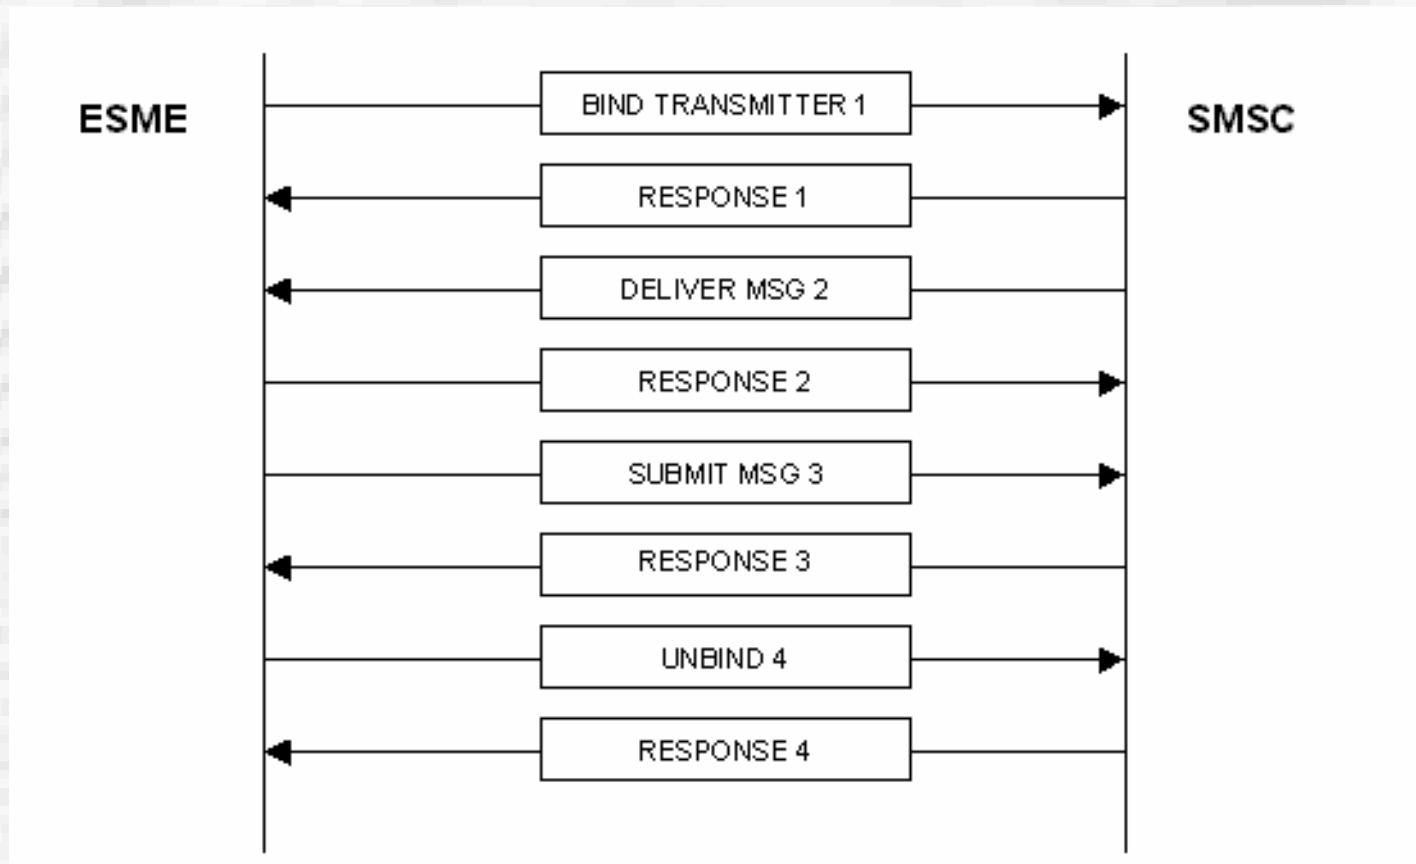 ESME
SMSC
BIND TRANSMITTER 1
RESPONSE 1
DELIVER MSG 2
RESPONSE 2
SUBMIT MSG 3
RESPONSE 3
UNBIND 4
RESPONSE 4